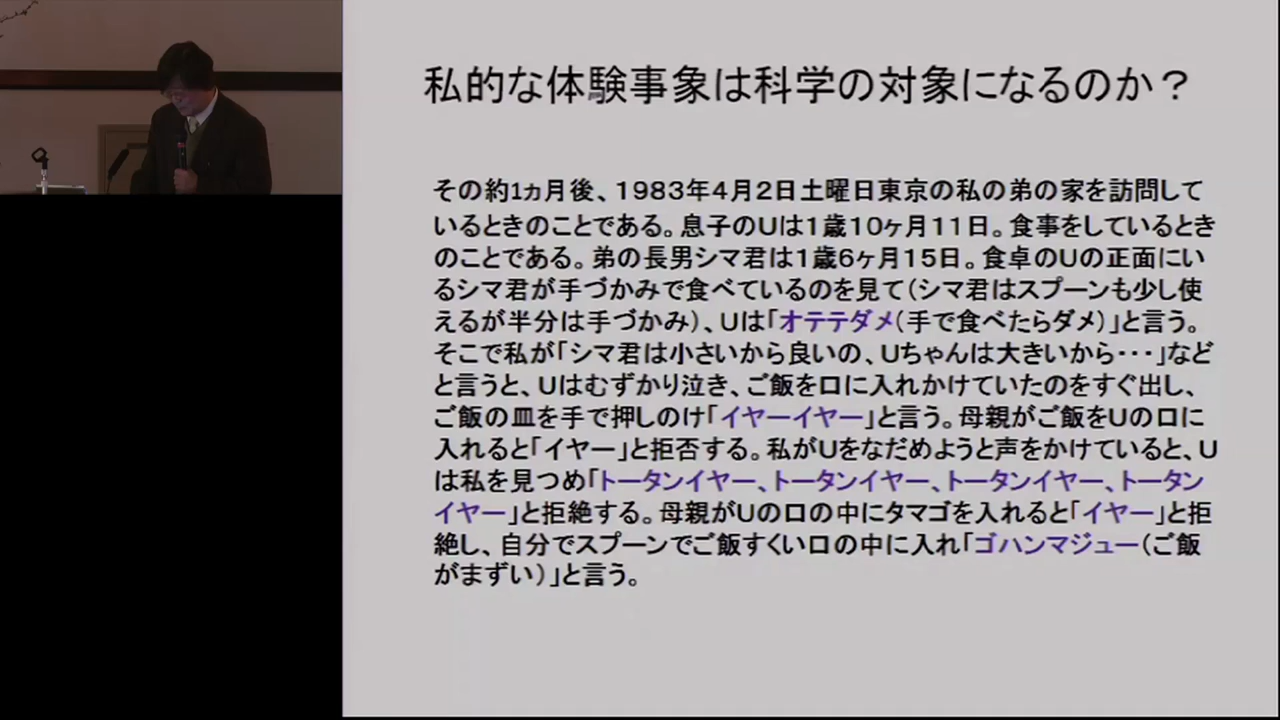 私的な体験事象は科学の対象になるのか？
その約1ヵ月後、1983年4月2日土曜日東京の私の弟の家を訪問して
いるときのことである。息子のUは1歳10ヶ月11日。食事をしているとき
のことである。弟の長男シマ君は1歳6ヶ月15日。食卓のUの正面にい
るシマ君が手づかみで食べているのを見て（シマ君はスプーンも少し使
えるが半分は手づかみ）、Uは「オテテダメ（手で食べたらダメ）」と言う。
そこで私が「シマ君は小さいから良いの、Uちゃんは大きいから・・・」など
と言うと、Uはむずかり泣き、ご飯を口に入れかけていたのをすぐ出し、
ご飯の皿を手で押しのけ「イヤーイヤー」と言う。母親がご飯をUの口に
入れると「イヤー」と拒否する。私がUをなだめようと声をかけていると、U
は私を見つめ「トータンイヤー、トータンイヤー、トータンイヤー、トータン
イヤー」と拒絶する。母親がUの口の中にタマゴを入れると「イヤー」と拒
絶し、自分でスプーンでご飯すくい口の中に入れ「ゴハンマジュー（ご飯
がまずい）」と言う。